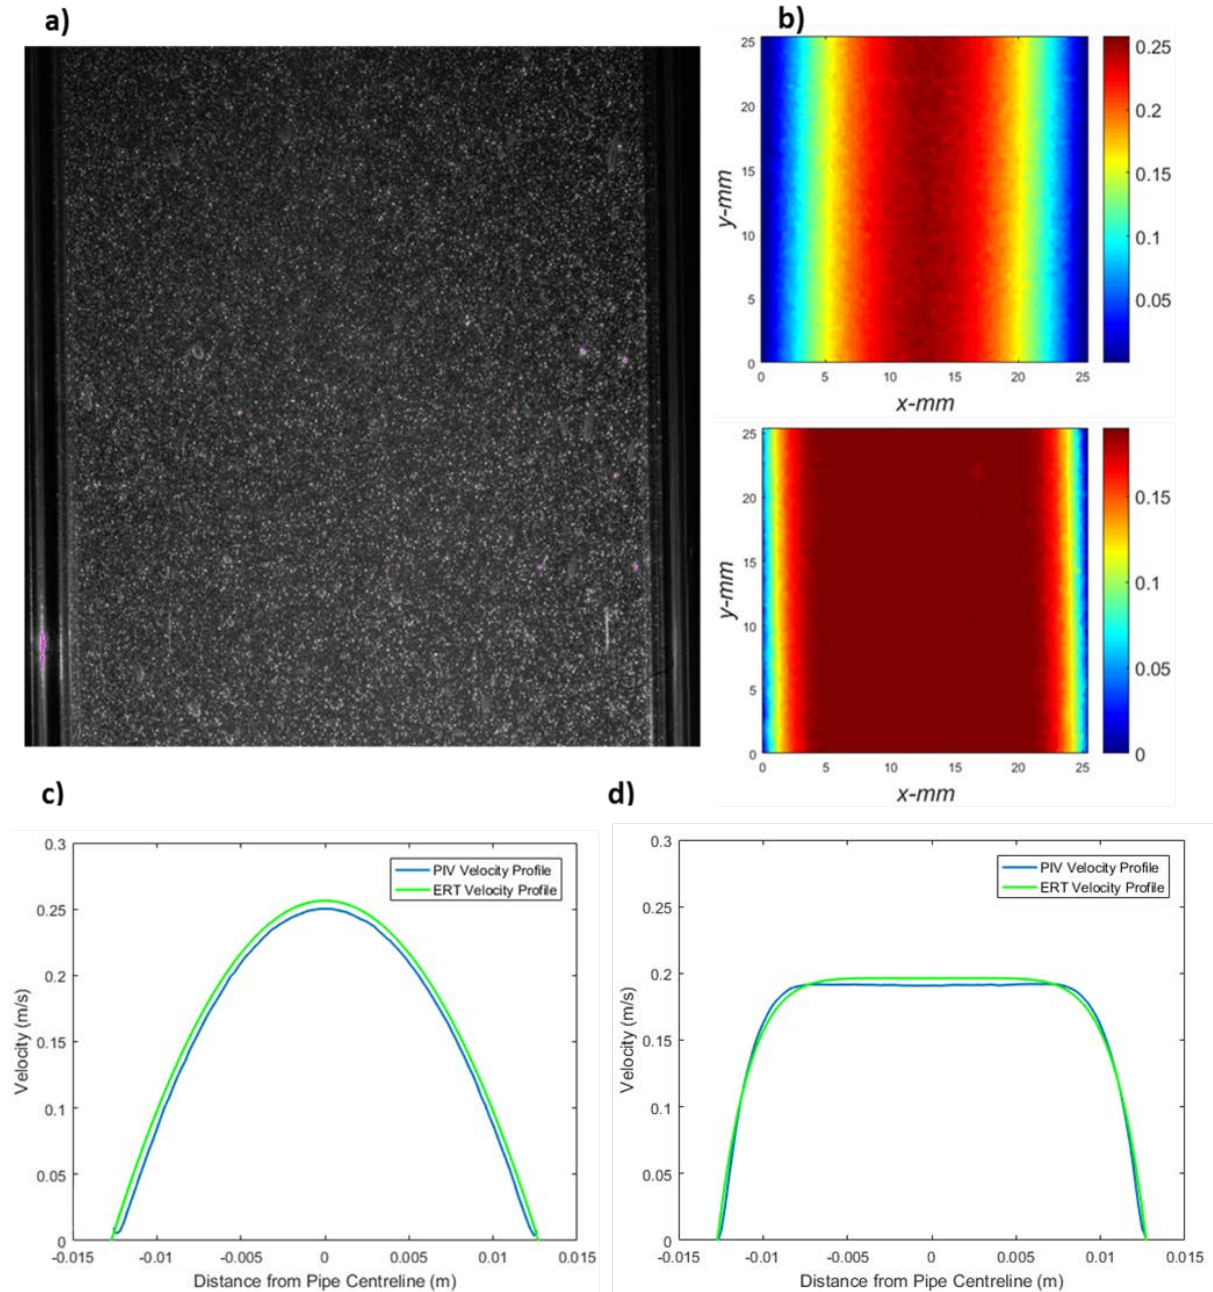 a)
b)
25
20
15
10
5
0
y-mm
0 5 10 15 20 25
x-mm
0.25
0.2
0.15
0.1
0.05
25
20
15
10
5
0
y-mm
0 5 10 15 20 25
x-mm
0.15
0.1
0.05
0
c)
0.3
0.25
0.2
0.15
0.1
0.05
0
Velocity (m/s)
PIV Velocity Profile
ERT Velocity Profile
-0.015 -0.01 -0.005 0 0.005 0.01 0.015
Distance from Pipe Centreline (m)
d)
0.3
0.25
0.2
0.15
0.1
0.05
0
Velocity (m/s)
PIV Velocity Profile
ERT Velocity Profile
-0.015 -0.01 -0.005 0 0.005 0.01 0.015
Distance from Pipe Centreline (m)